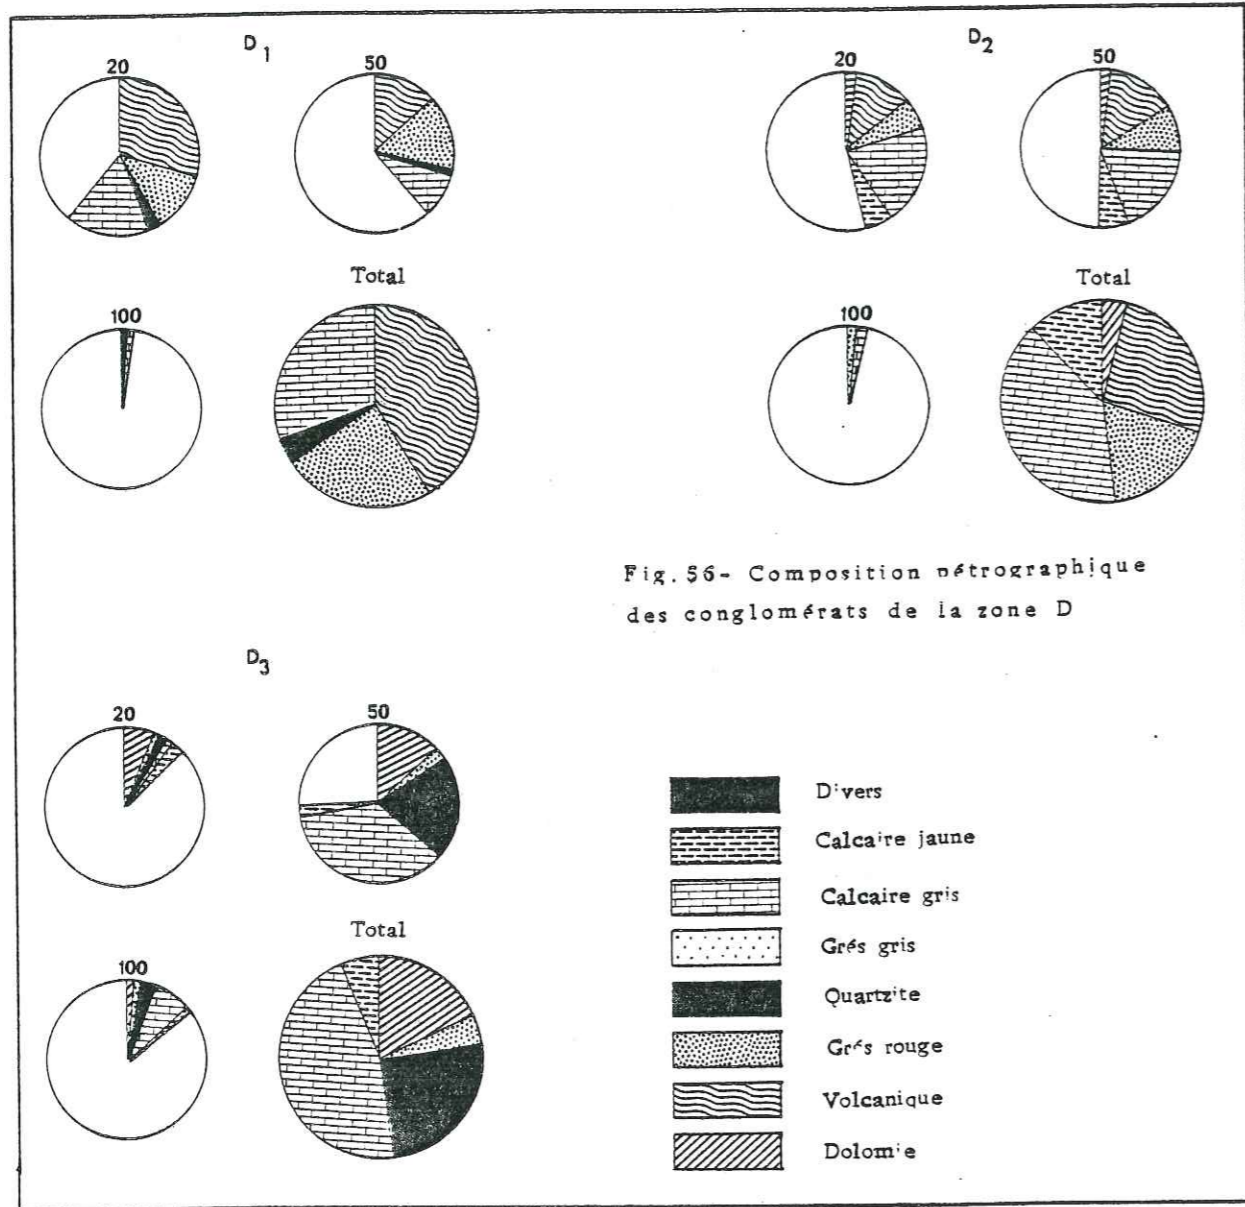 D1
20
50
Total
100
D2
20
50
Total
100
Fig. 56- Composition pétrographique
des conglomérats de la zone D
D3
20
50
Total
100
Divers
Calcaire jaune
Calcaire gris
Grés gris
Quartzite
Grés rouge
Volcanique
Dolomie